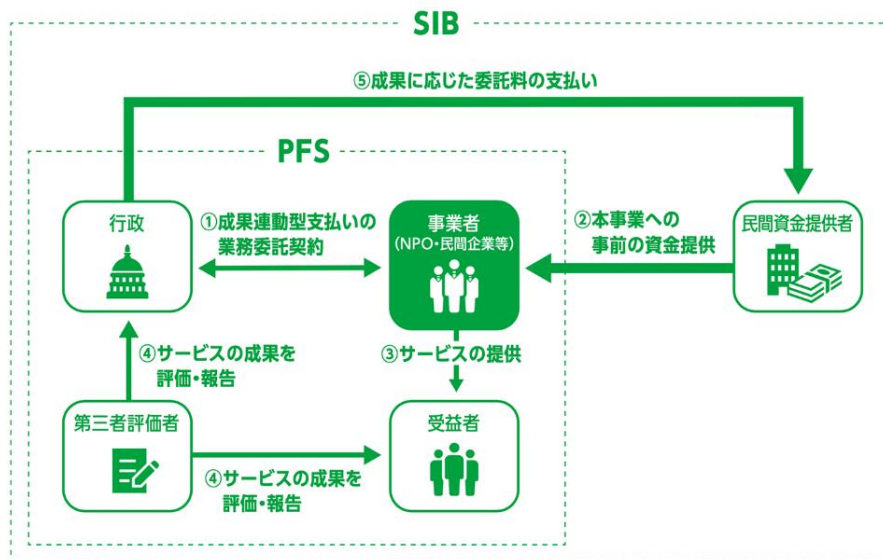 SIB
⑤成果に応じた委託料の支払い
PFS
行政
①成果連動型支払いの
業務委託契約
事業者
(NPO・民間企業等)
②本事業への
事前の資金提供
民間資金提供者
④サービスの成果を
評価・報告
③サービスの提供
第三者評価者
受益者
④サービスの成果を
評価・報告